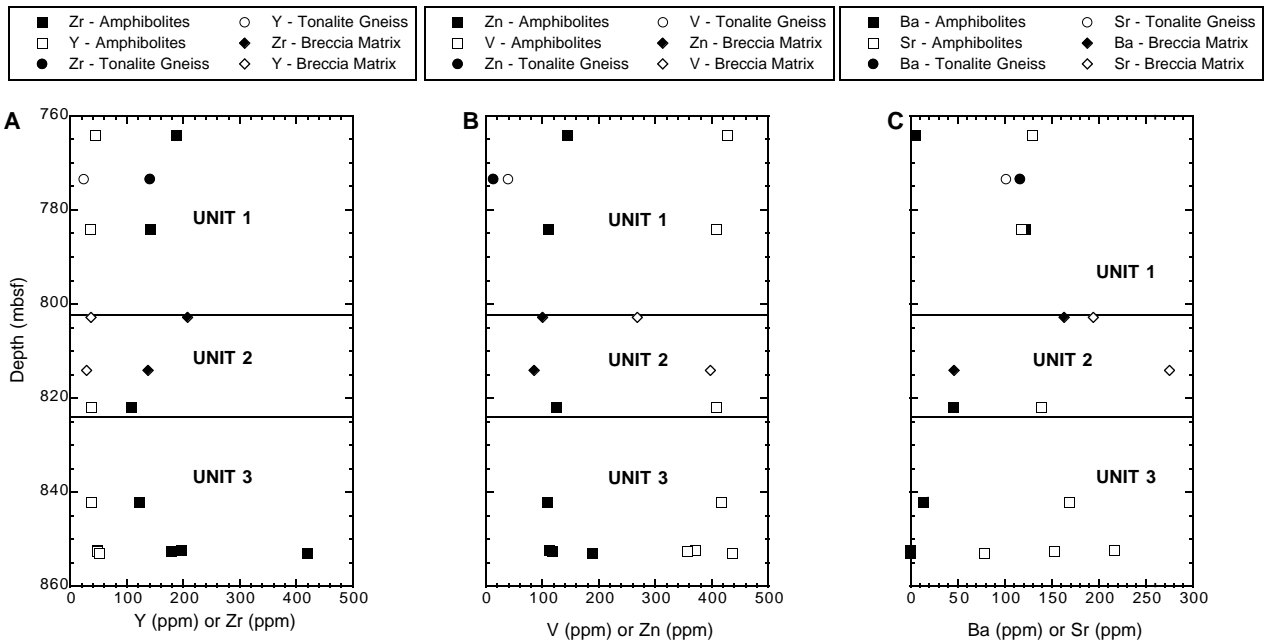 Zr - Amphibolites
Y - Amphibolites
Zr - Tonalite Gneiss
Y - Tonalite Gneiss
Zr - Breccia Matrix
Y - Breccia Matrix
Zn - Amphibolites
V - Amphibolites
Zn - Tonalite Gneiss
V - Tonalite Gneiss
Zn - Breccia Matrix
V - Breccia Matrix
Ba - Amphibolites
Sr - Amphibolites
Ba - Tonalite Gneiss
Sr - Tonalite Gneiss
Ba - Breccia Matrix
Sr - Breccia Matrix
A
Depth (mbsf)
760
780
800
820
840
860
UNIT 1
UNIT 2
UNIT 3
0 100 200 300 400 500
Y (ppm) or Zr (ppm)
B
UNIT 1
UNIT 2
UNIT 3
0 100 200 300 400 500
V (ppm) or Zn (ppm)
C
UNIT 1
UNIT 2
UNIT 3
0 50 100 150 200 250 300
Ba (ppm) or Sr (ppm)